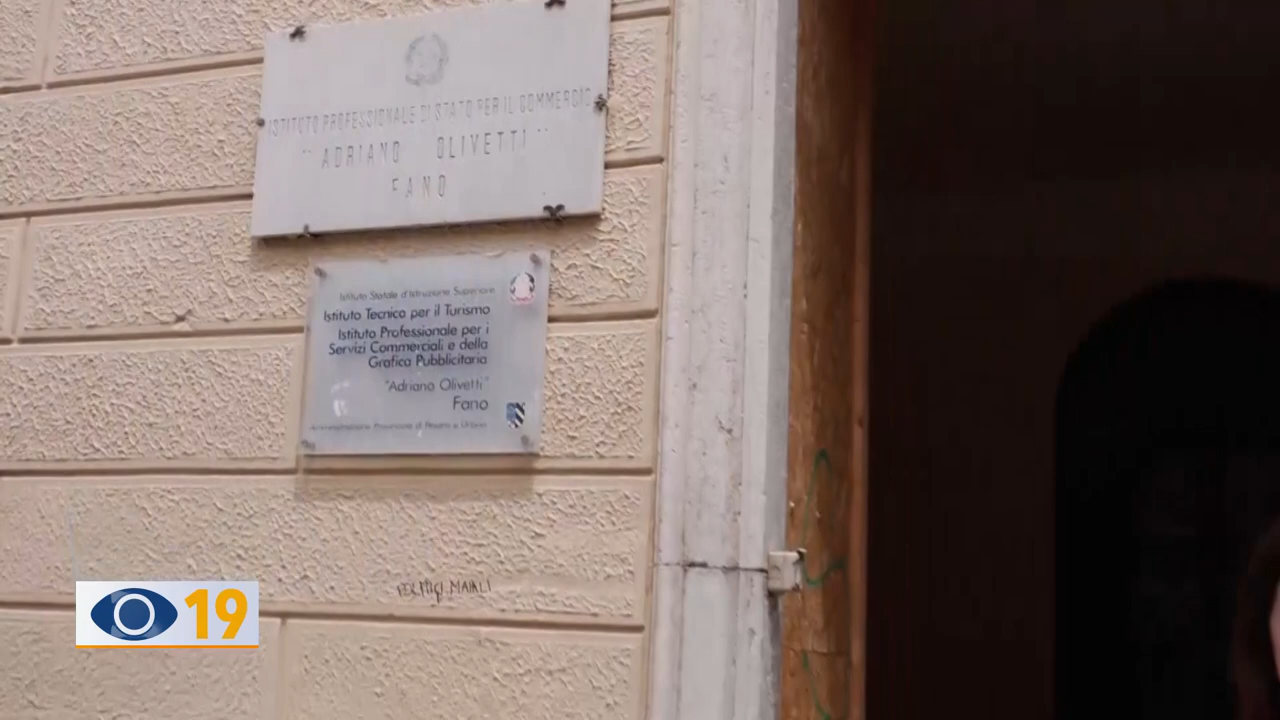 ISTITUTO PROFESSIONALE DI STATO PER IL COMMERCIO
"ADRIANO OLIVETTI"
FANO
Istituto Statale d'Istruzione Superiore
Istituto Tecnico per il Turismo
Istituto Professionale per i
Servizi Commerciali e della
Grafica Pubblicitaria
"Adriano Olivetti"
Fano
Amministrazione Provinciale di Pesaro e Urbino
MAIALI
19